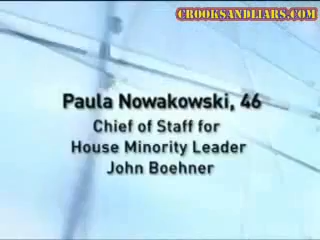 CROOKSANDLIARS.COM
Paula Nowakowski, 46
Chief of Staff for
House Minority Leader
John Boehner